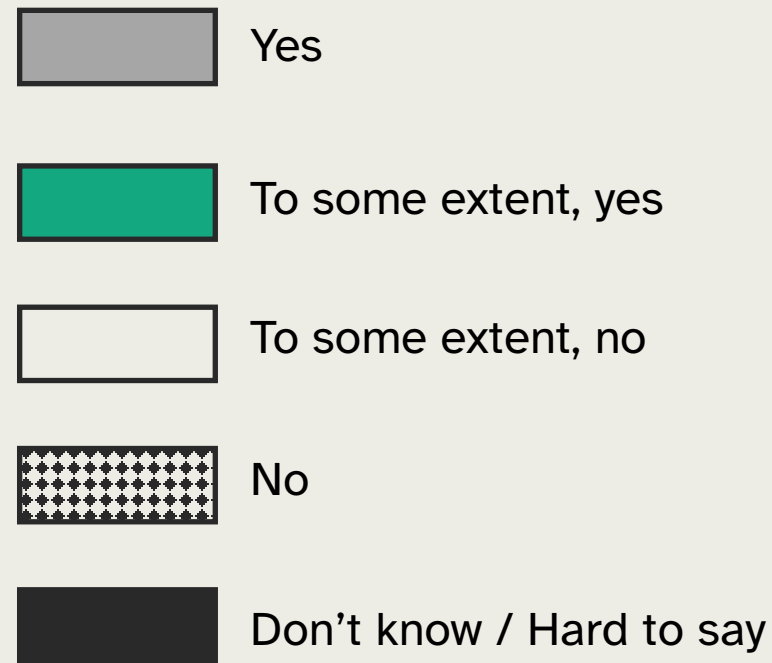 Yes
To some extent, yes
To some extent, no
No
Don’t know / Hard to say